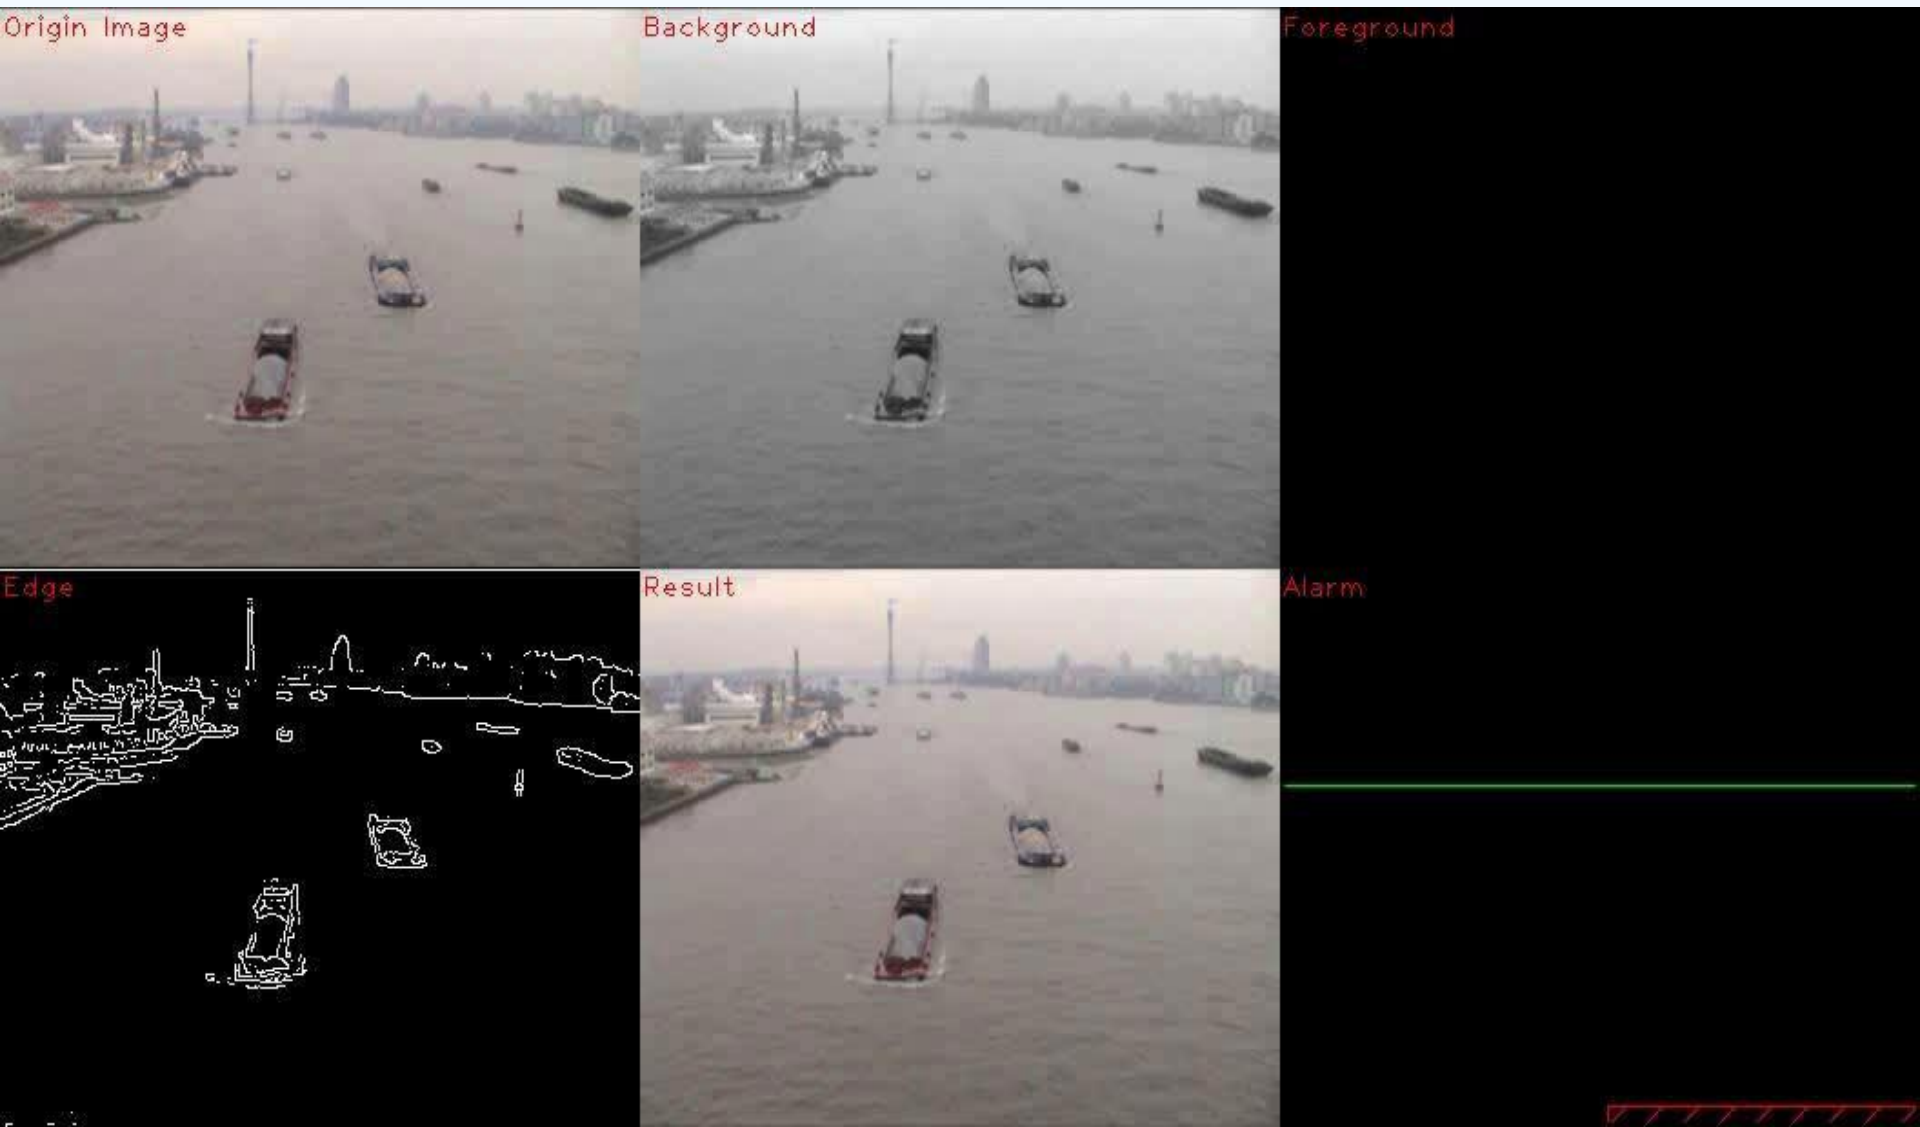 Origin Image
Background
Foreground
Edge
Result
Alarm